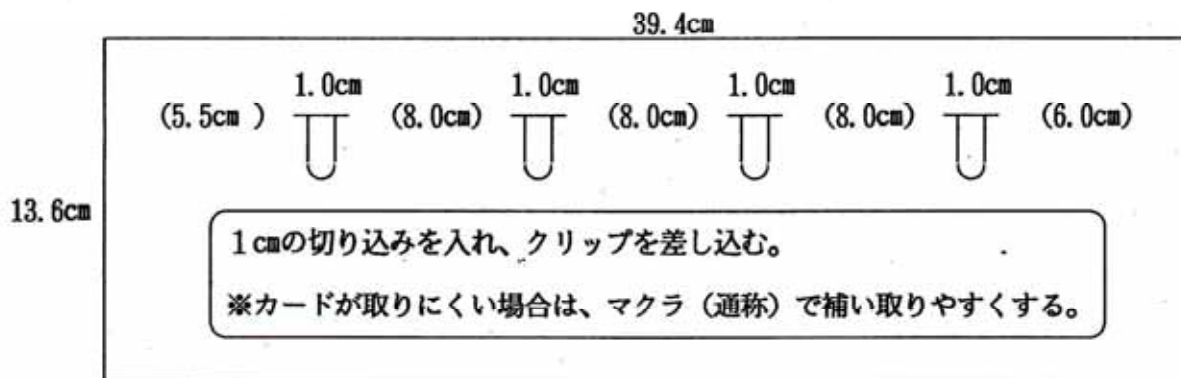 39.4cm
1.0cm 1.0cm 1.0cm 1.0cm
(5.5cm ) (8.0cm) (8.0cm) (8.0cm) (6.0cm)
13.6cm
1cmの切り込みを入れ、クリップを差し込む。
※カードが取りにくい場合は、マクラ(通称)で補い取りやすくする。